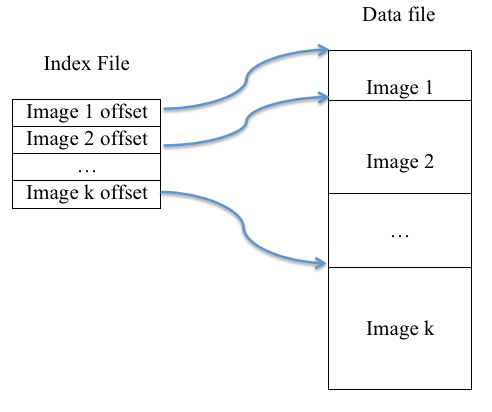 Data file
Index File
Image 1 offset
Image 2 offset
…
Image k offset
Image 1
Image 2
…
Image k